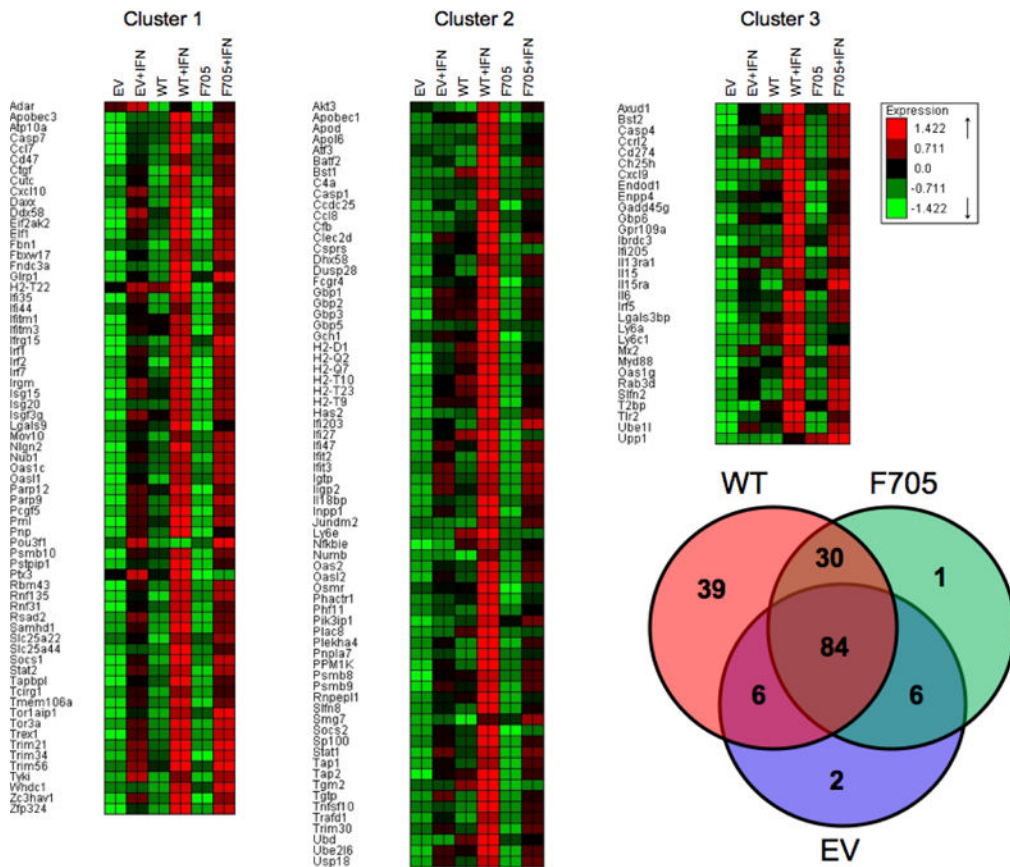 Cluster 1
EV
EV+IFN
WT
WT+IFN
F705
F705+IFN
Adar
Apobec3
Atp10a
Casp7
Ccl7
Cd47
Ctgf
Cutc
Cxcl10
Daxx
Ddx58
Eif2ak2
Elf1
Fbn1
Fbxw17
Fndc3a
Glrp1
H2-T22
Ifi35
Ifi44
Ifitm1
Ifitm3
Ifrg15
Irf1
Irf2
Irf7
Irgm
Isg15
Isg20
Isgf3g
Lgals9
Mov10
Nlgn2
Nub1
Oas1c
Oasl1
Parp12
Parp9
Pcgf5
Pml
Pnp
Pou3f1
Psmb10
Pstpip1
Ptx3
Rbm43
Rnf135
Rnf31
Rsad2
Samhd1
Slc25a22
Slc25a44
Socs1
Stat2
Tapbpl
Tcirg1
Tmem106a
Tor1aip1
Tor3a
Trex1
Trim21
Trim34
Trim56
Tyki
Whdc1
Zc3hav1
Zfp324
Cluster 2
EV
EV+IFN
WT
WT+IFN
F705
F705+IFN
Akt3
Apobec1
Apod
Apol6
Atf3
Batf2
Bst1
C4a
Casp1
Ccdc25
Ccl8
Cfb
Clec2d
Csprs
Dhx58
Dusp28
Fcgr4
Gbp1
Gbp2
Gbp3
Gbp5
Gch1
H2-D1
H2-Q2
H2-Q7
H2-T10
H2-T23
H2-T9
Has2
Ifi203
Ifi27
Ifi47
Ifit2
Ifit3
Igtp
Iigp2
Il18bp
Inpp1
Jundm2
Ly6e
Nfkbie
Numb
Oas2
Oasl2
Osmr
Phactr1
Phf11
Pik3ip1
Plac8
Plekha4
Pnpla7
PPM1K
Psmb8
Psmb9
Rnpepl1
Slfn8
Smg7
Socs2
Sp100
Stat1
Tap1
Tap2
Tgm2
Tgtp
Tnfsf10
Trafd1
Trim30
Ubd
Ube2l6
Usp18
Cluster 3
EV
EV+IFN
WT
WT+IFN
F705
F705+IFN
Axud1
Bst2
Casp4
Ccrl2
Cd274
Ch25h
Cxcl9
Endod1
Enpp4
Gadd45g
Gbp6
Gpr109a
Ibrdc3
Ifi205
Il13ra1
Il15
Il15ra
Il6
Irf5
Lgals3bp
Ly6a
Ly6c1
Mx2
Myd88
Oas1g
Rab3d
Slfn2
T2bp
Tlr2
Ube1l
Upp1
Expression
1.422
0.711
0.0
-0.711
-1.422
WT
F705
39
30
1
84
6
6
2
EV